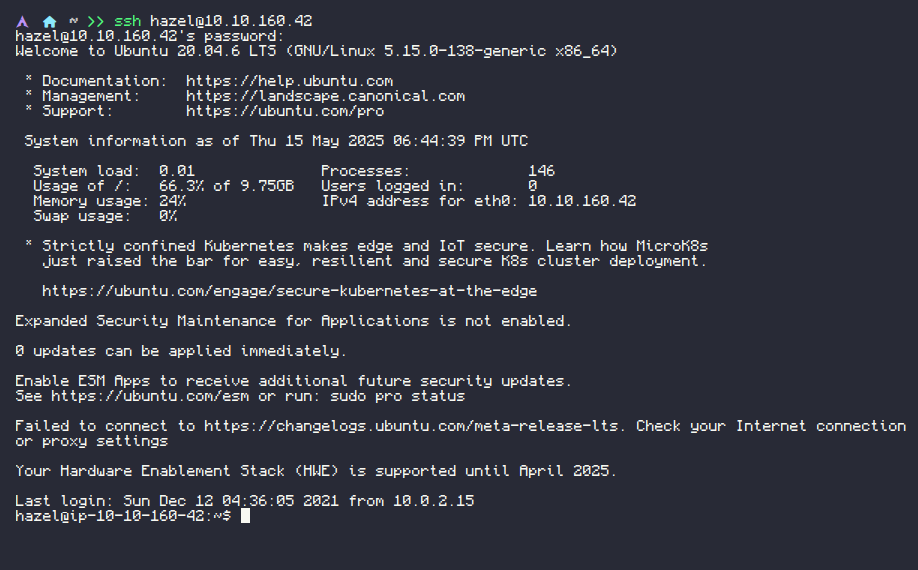 ~ >> ssh hazel@10.10.160.42
hazel@10.10.160.42's password:
Welcome to Ubuntu 20.04.6 LTS (GNU/Linux 5.15.0-138-generic x86_64)
* Documentation:  https://help.ubuntu.com
* Management:     https://landscape.canonical.com
* Support:        https://ubuntu.com/pro
System information as of Thu 15 May 2025 06:44:39 PM UTC
System load:  0.01              Processes:             146
Usage of /:   66.3% of 9.75GB   Users logged in:       0
Memory usage: 24%               IPv4 address for eth0: 10.10.160.42
Swap usage:   0%
* Strictly confined Kubernetes makes edge and IoT secure. Learn how MicroK8s
just raised the bar for easy, resilient and secure K8s cluster deployment.
https://ubuntu.com/engage/secure-kubernetes-at-the-edge
Expanded Security Maintenance for Applications is not enabled.
0 updates can be applied immediately.
Enable ESM Apps to receive additional future security updates.
See https://ubuntu.com/esm or run: sudo pro status
Failed to connect to https://changelogs.ubuntu.com/meta-release-lts. Check your Internet connection
or proxy settings
Your Hardware Enablement Stack (HWE) is supported until April 2025.
Last login: Sun Dec 12 04:36:05 2021 from 10.0.2.15
hazel@ip-10-10-160-42:~$